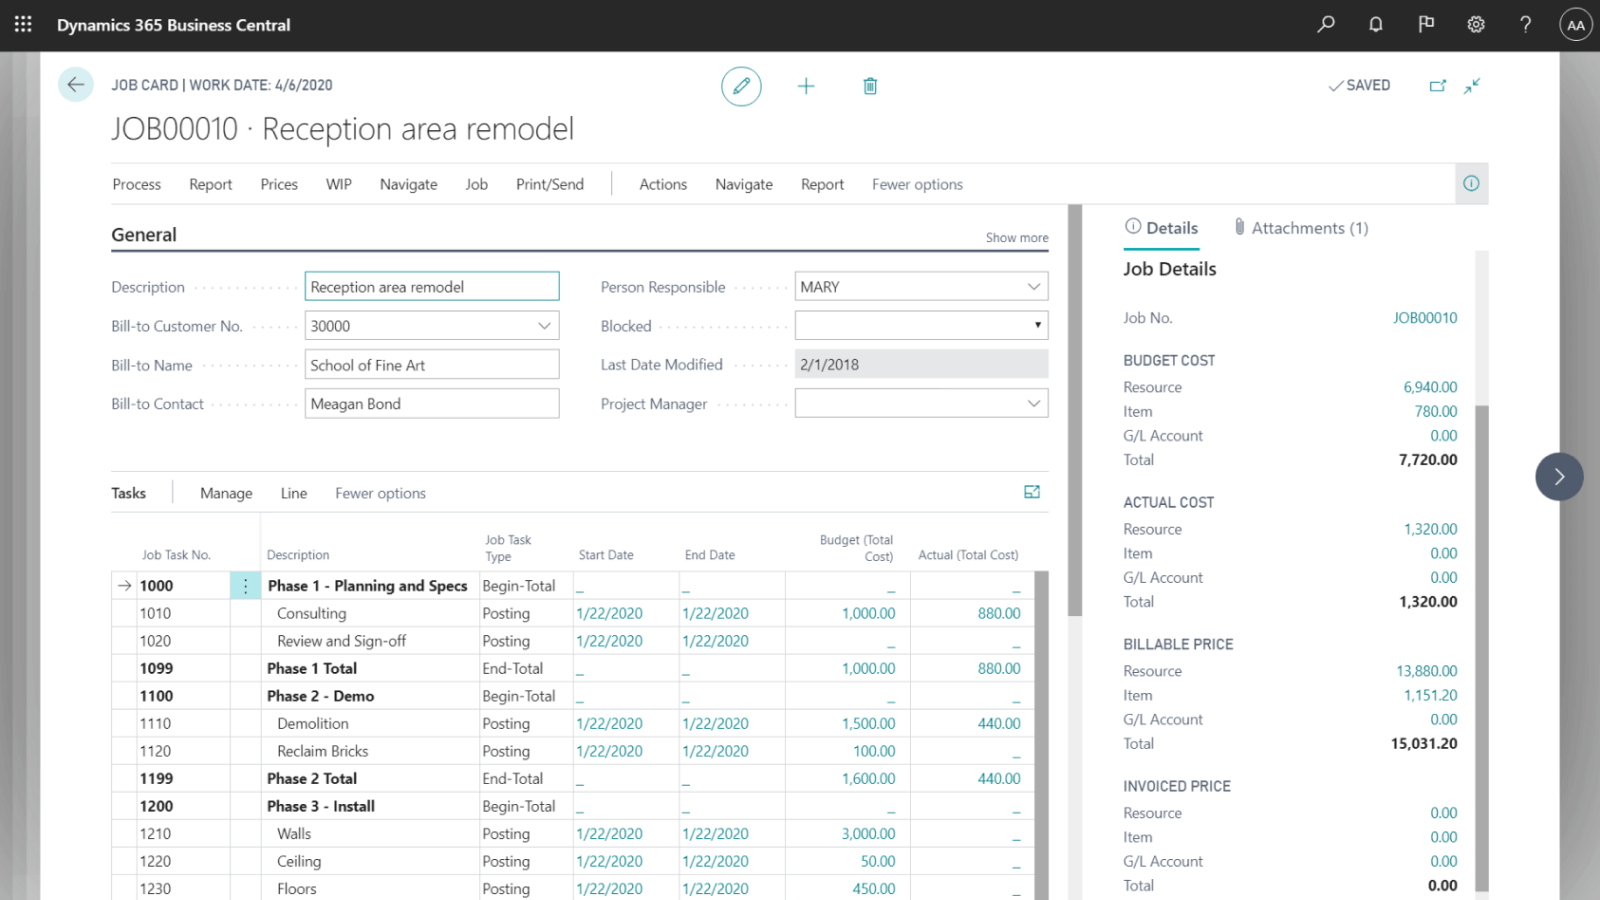 Dynamics 365 Business Central
AA
JOB CARD | WORK DATE: 4/6/2020
SAVED
JOB00010 · Reception area remodel
Process Report Prices WIP Navigate Job Print/Send Actions Navigate Report Fewer options
General
Show more
Description Reception area remodel
Person Responsible MARY
Bill-to Customer No. 30000
Blocked
Bill-to Name School of Fine Art
Last Date Modified 2/1/2018
Bill-to Contact Meagan Bond
Project Manager
Tasks Manage Line Fewer options
Job Task No. Description Job Task Type Start Date End Date Budget (Total Cost) Actual (Total Cost)
1000 Phase 1 - Planning and Specs Begin-Total _ _ _ _
1010 Consulting Posting 1/22/2020 1/22/2020 1,000.00 880.00
1020 Review and Sign-off Posting 1/22/2020 1/22/2020 _ _
1099 Phase 1 Total End-Total _ _ 1,000.00 880.00
1100 Phase 2 - Demo Begin-Total _ _ _ _
1110 Demolition Posting 1/22/2020 1/22/2020 1,500.00 440.00
1120 Reclaim Bricks Posting 1/22/2020 1/22/2020 100.00 _
1199 Phase 2 Total End-Total _ _ 1,600.00 440.00
1200 Phase 3 - Install Begin-Total _ _ _ _
1210 Walls Posting 1/22/2020 1/22/2020 3,000.00 _
1220 Ceiling Posting 1/22/2020 1/22/2020 50.00 _
1230 Floors Posting 1/22/2020 1/22/2020 450.00 _
Details Attachments (1)
Job Details
Job No. JOB00010
BUDGET COST
Resource 6,940.00
Item 780.00
G/L Account 0.00
Total 7,720.00
ACTUAL COST
Resource 1,320.00
Item 0.00
G/L Account 0.00
Total 1,320.00
BILLABLE PRICE
Resource 13,880.00
Item 1,151.20
G/L Account 0.00
Total 15,031.20
INVOICED PRICE
Resource 0.00
Item 0.00
G/L Account 0.00
Total 0.00